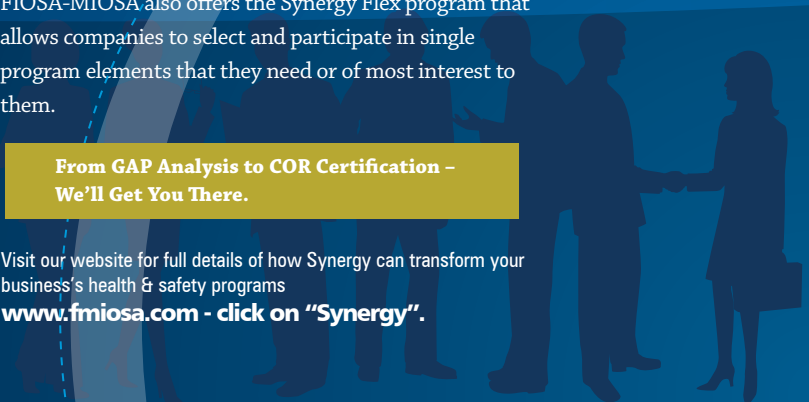 FIOSA-MIOSA also offers the Synergy Flex program that
allows companies to select and participate in single
program elements that they need or of most interest to
them.
From GAP Analysis to COR Certification –
We’ll Get You There.
Visit our website for full details of how Synergy can transform your
business’s health & safety programs
www.fmiosa.com - click on “Synergy”.